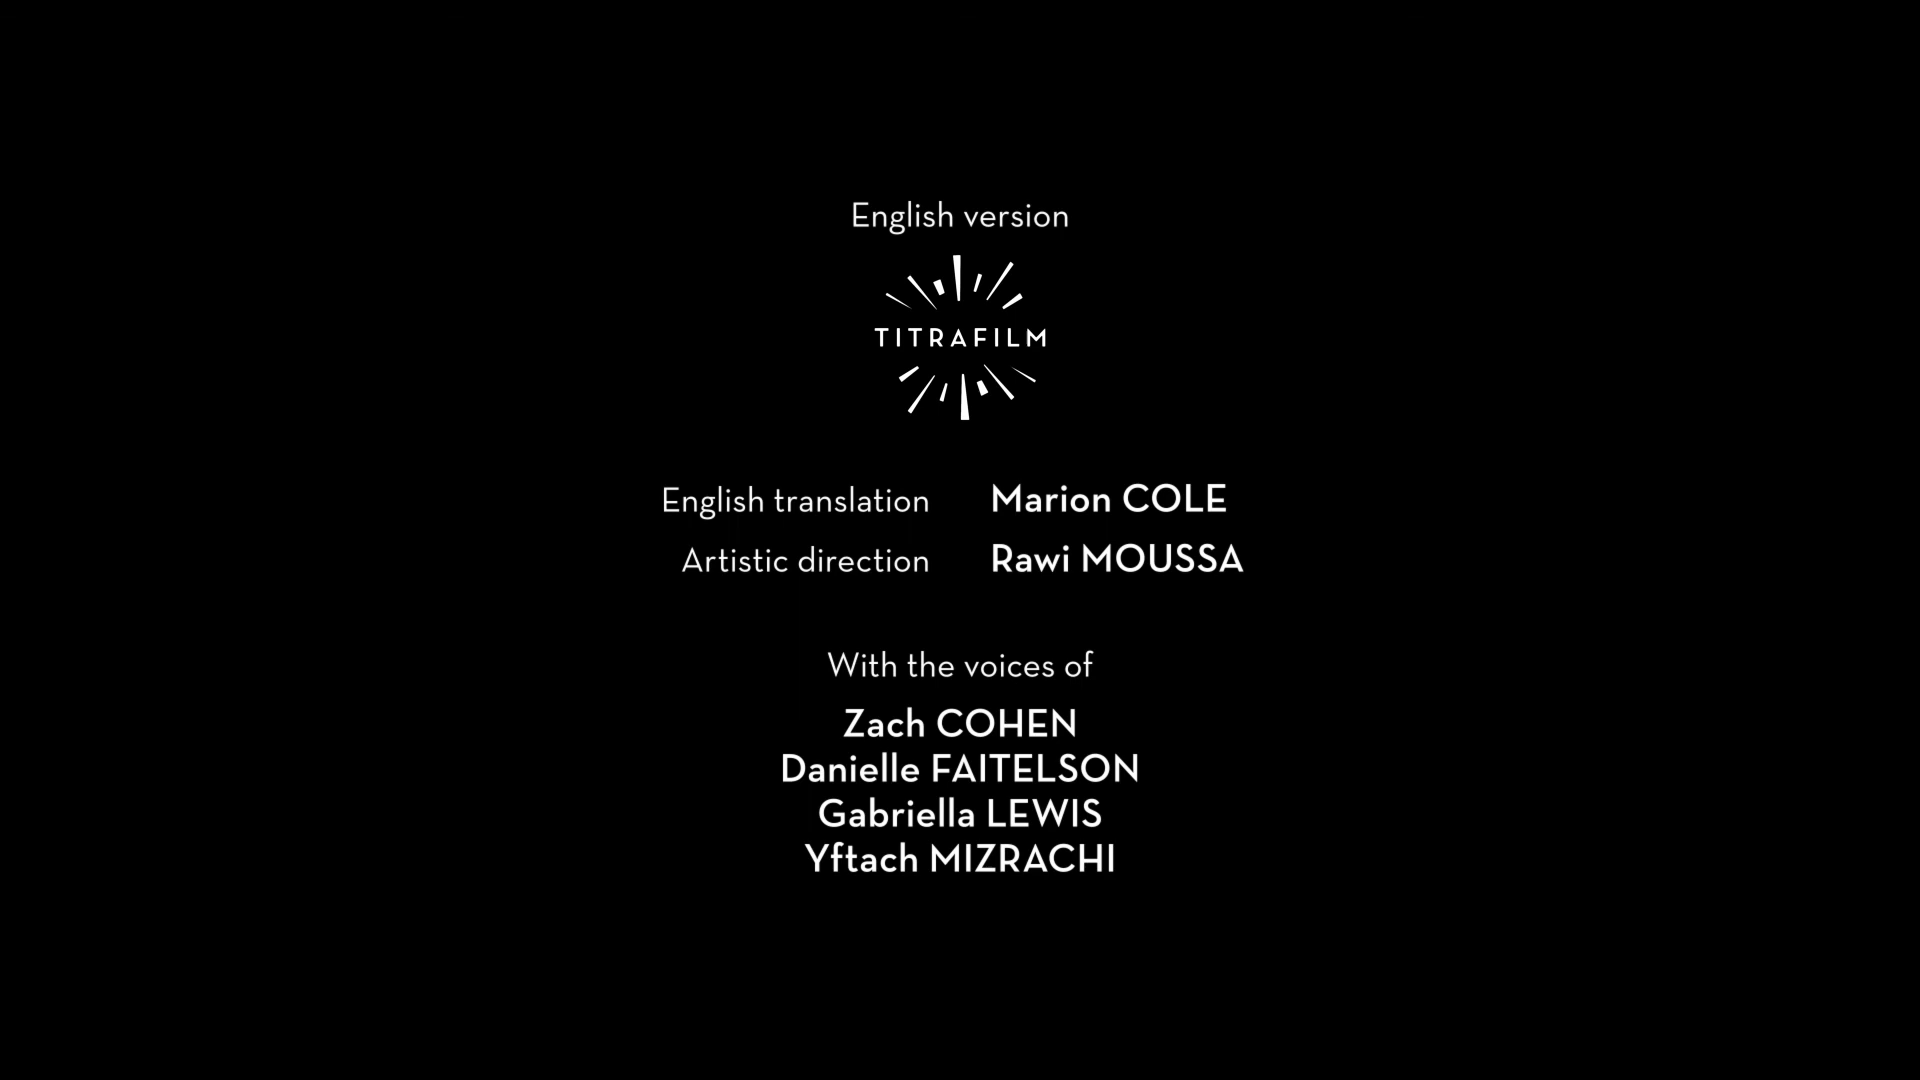 English version
TITRAFILM
English translation Marion COLE
Artistic direction Rawi MOUSSA
With the voices of
Zach COHEN
Danielle FAITELSON
Gabriella LEWIS
Yftach MIZRACHI